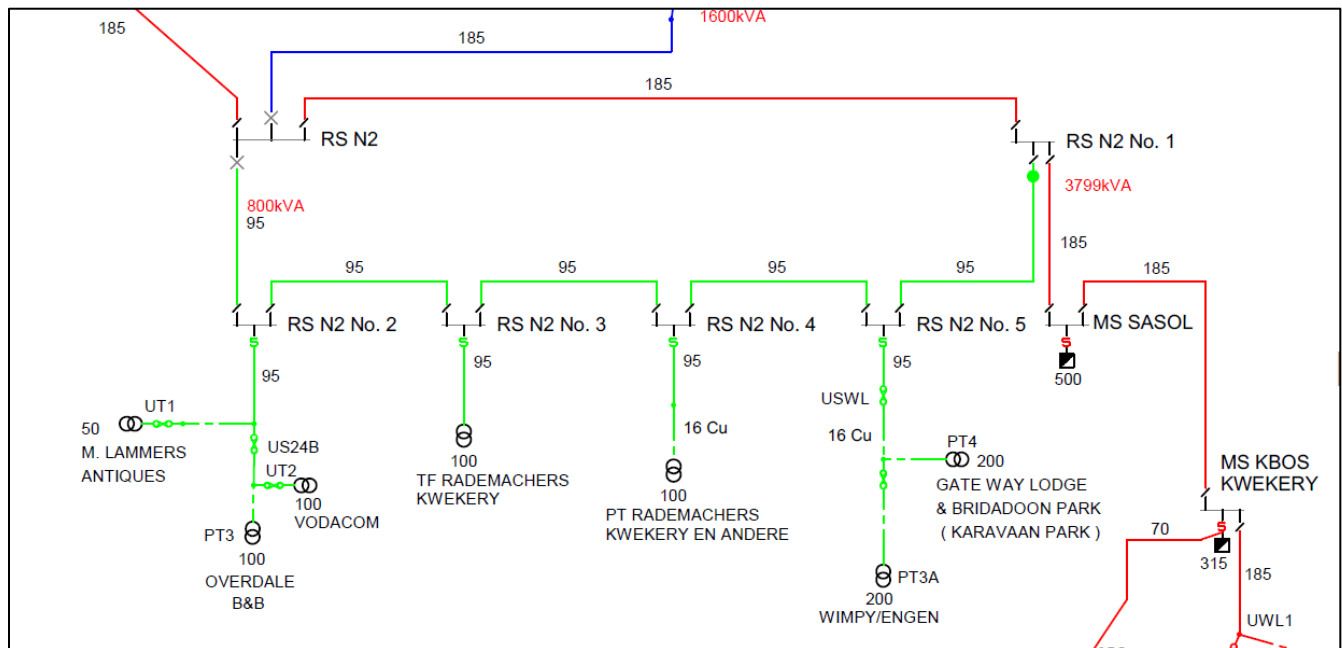 185
1600kVA
185
185
RS N2
RS N2 No. 1
800kVA
95
3799kVA
185
95
95
95
95
185
RS N2 No. 2
RS N2 No. 3
RS N2 No. 4
RS N2 No. 5
MS SASOL
95
95
95
95
500
UT1
50
M. LAMMERS
ANTIQUES
US24B
UT2
100
VODACOM
PT3
100
OVERDALE
B&B
100
TF RADEMACHERS
KWEKERY
16 Cu
100
PT RADEMACHERS
KWEKERY EN ANDERE
USWL
16 Cu
PT4
200
GATE WAY LODGE
& BRIDADOON PARK
( KARAVAAN PARK )
PT3A
200
WIMPY/ENGEN
MS KBOS
KWEKERY
70
315
185
UWL1